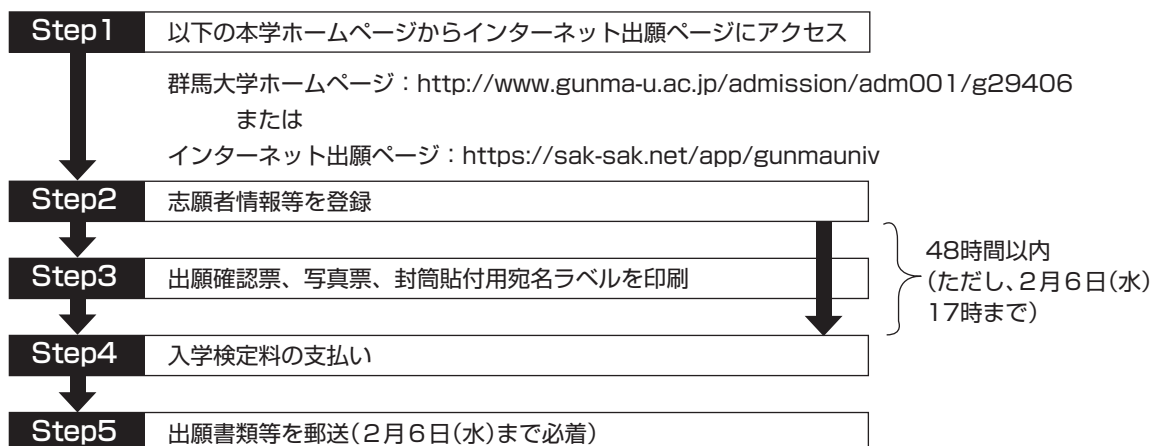 Step1 以下の本学ホームページからインターネット出願ページにアクセス
群馬大学ホームページ：http://www.gunma-u.ac.jp/admission/adm001/g29406
または
インターネット出願ページ：https://sak-sak.net/app/gunmauniv
Step2 志願者情報等を登録
Step3 出願確認票、写真票、封筒貼付用宛名ラベルを印刷
48時間以内
（ただし、２月６日（水）
17時まで）
Step4 入学検定料の支払い
Step5 出願書類等を郵送（２月６日（水）まで必着）